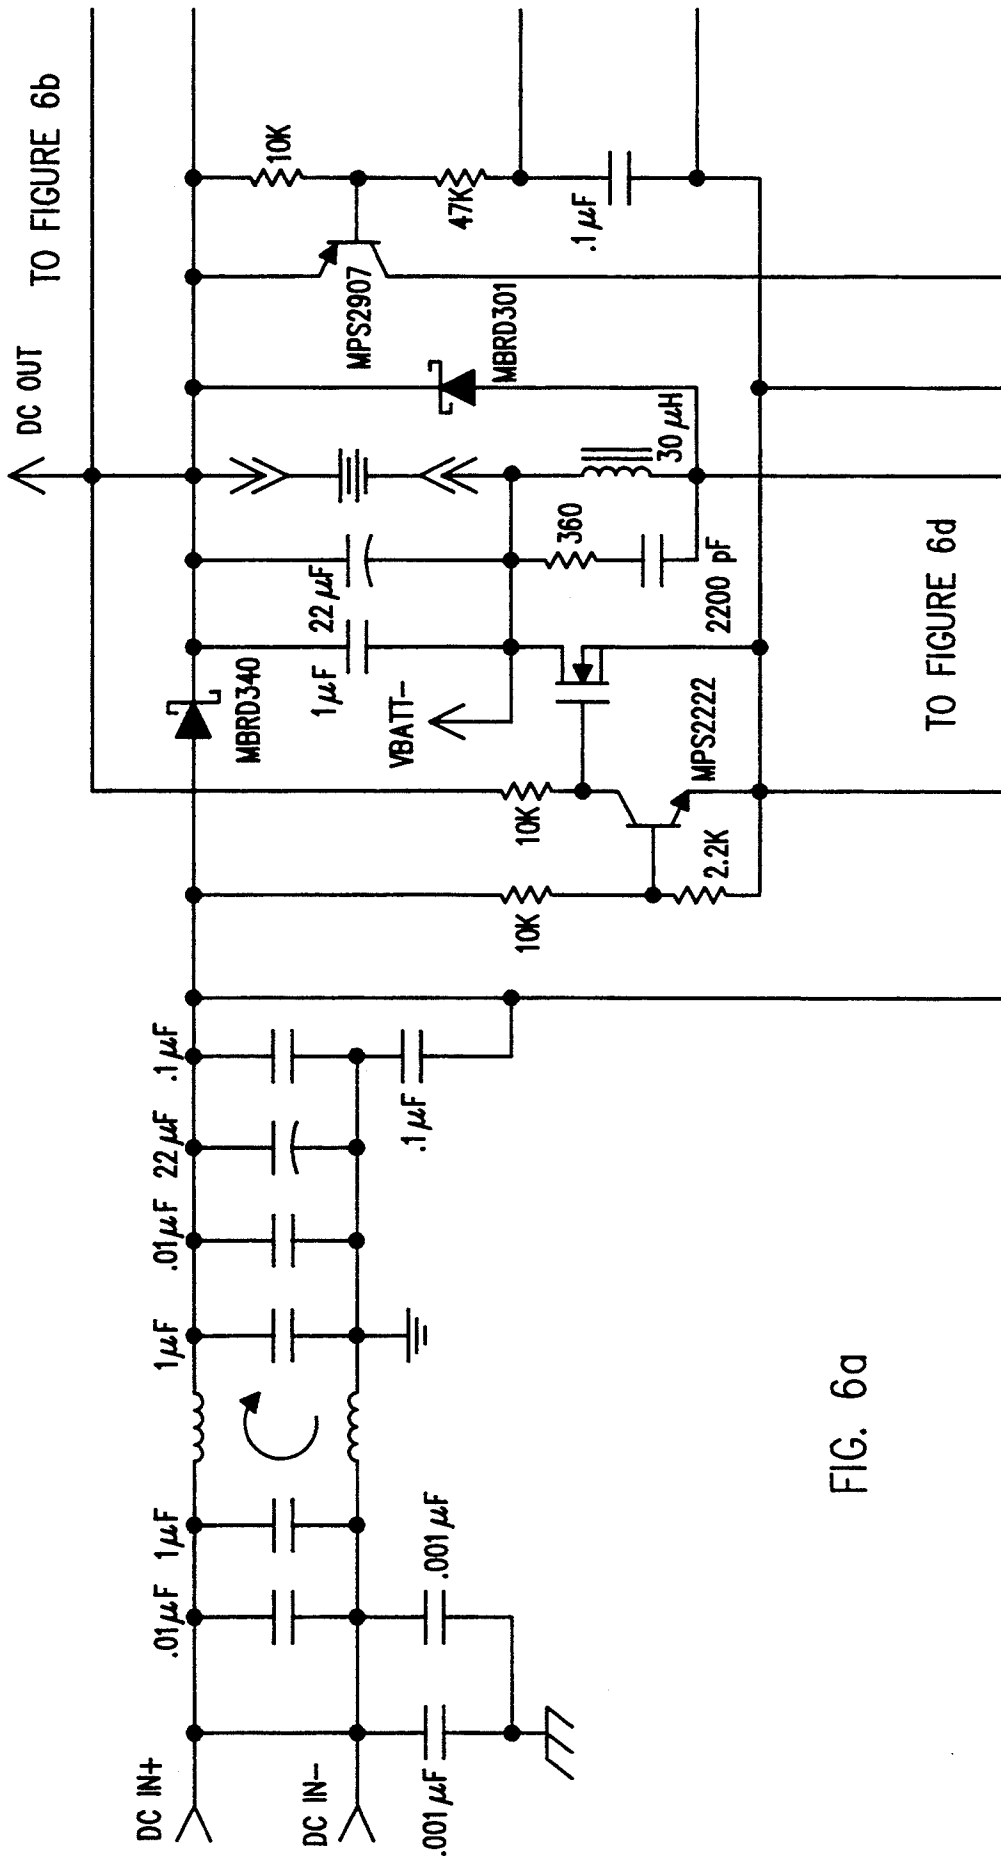 DC OUT
TO FIGURE 6b
DC IN+
.01µF
1µF
1µF
.01µF
22µF
.1µF
MBRD340
1µF
22µF
MPS2907
10K
DC IN−
.001µF
.001µF
.1µF
VBATT−
47K
MBRD301
10K
10K
360
30µH
.1µF
2.2K
MPS2222
2200 pF
FIG. 6a
TO FIGURE 6d